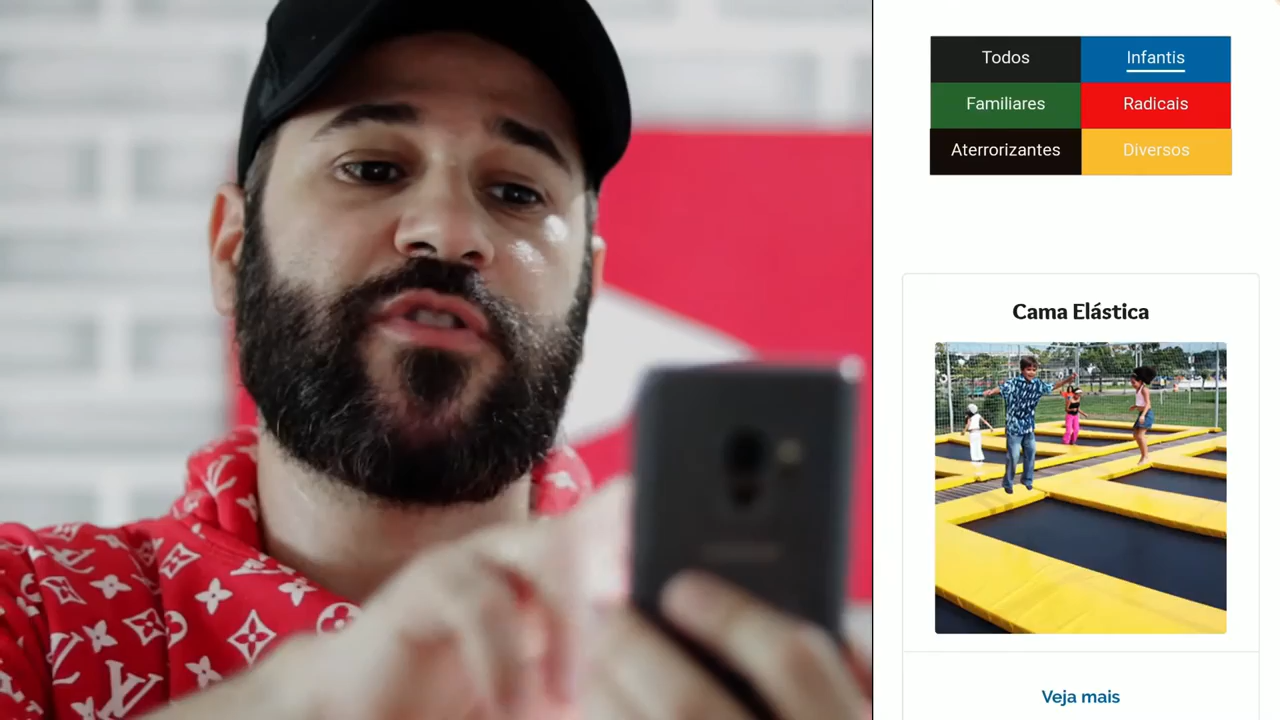 Todos
Infantis
Familiares
Radicais
Aterrorizantes
Diversos
Cama Elástica
Veja mais